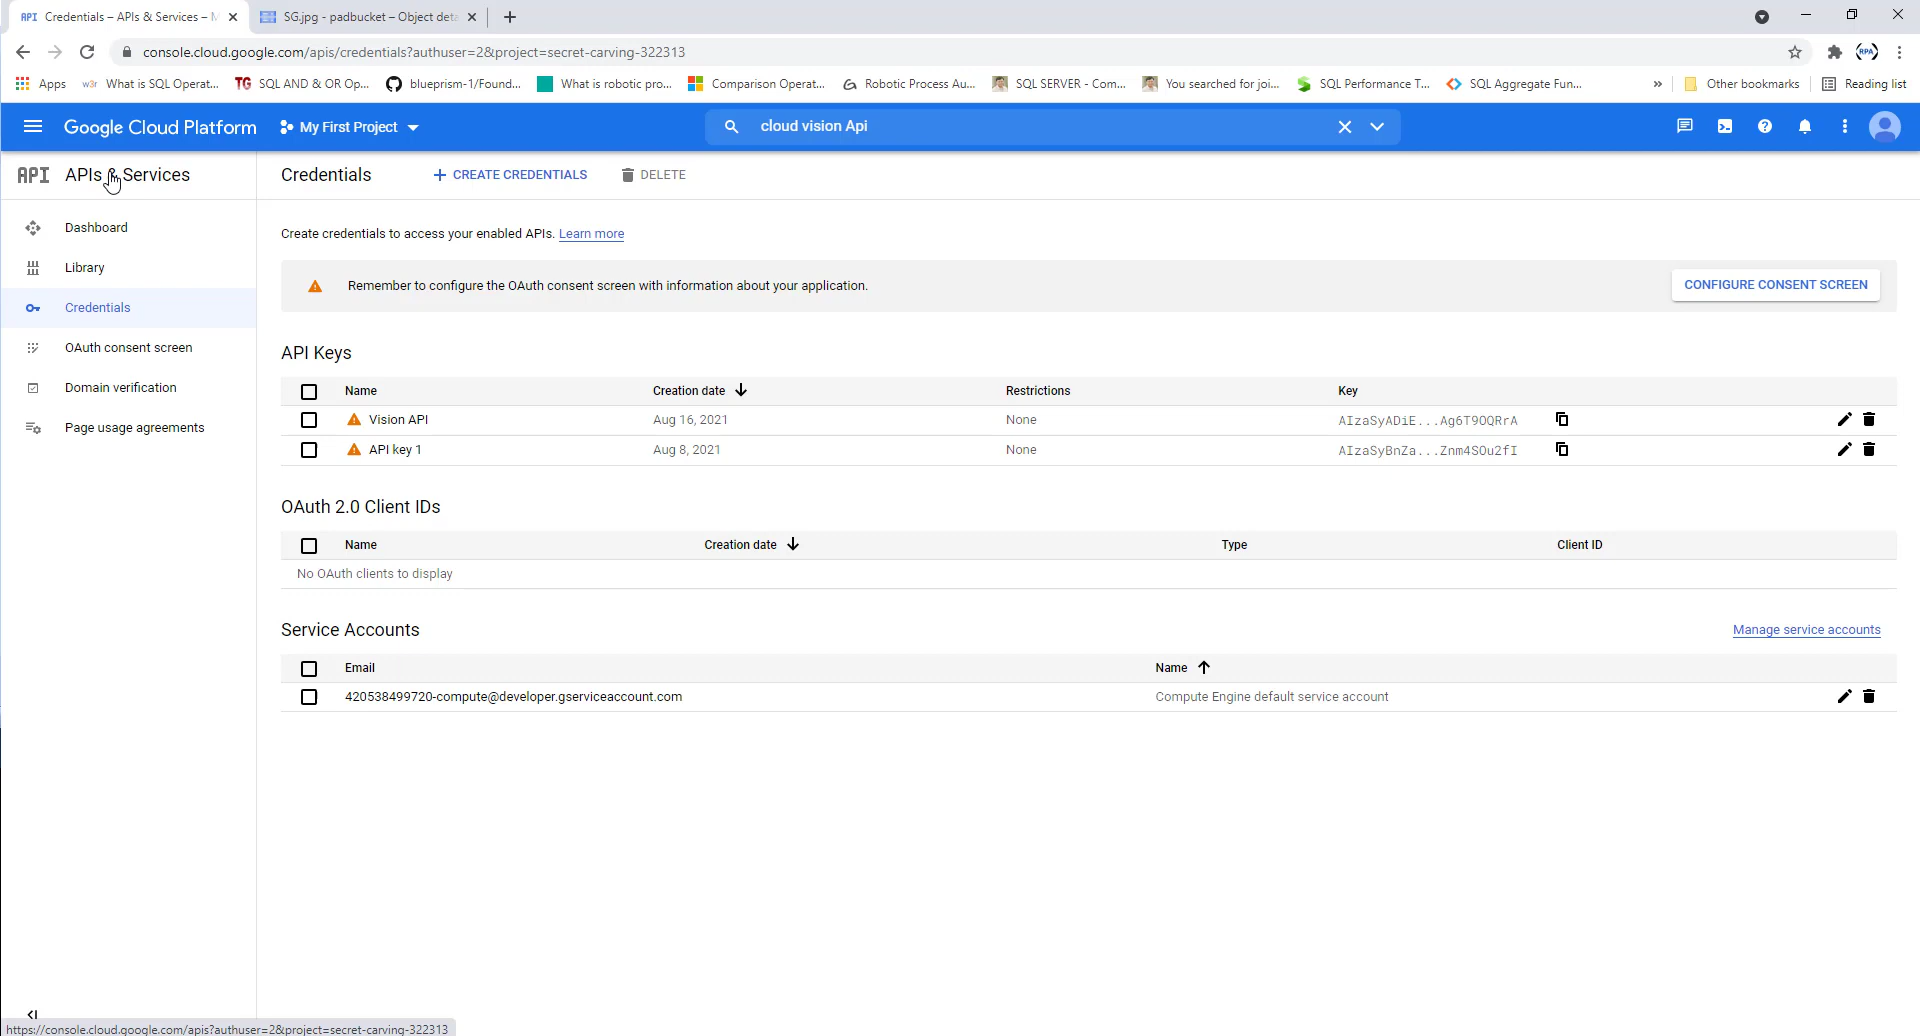 API Credentials – APIs & Services – M
SG.jpg - padbucket – Object deta
console.cloud.google.com/apis/credentials?authuser=2&project=secret-carving-322313
RPA
Apps
w3r What is SQL Operat...
TG SQL AND & OR Op...
blueprism-1/Found...
What is robotic pro...
Comparison Operat...
Robotic Process Au...
SQL SERVER - Com...
You searched for joi...
SQL Performance T...
SQL Aggregate Fun...
»
Other bookmarks
Reading list
Google Cloud Platform
My First Project
cloud vision Api
API APIs & Services
Credentials
+ CREATE CREDENTIALS
DELETE
Dashboard
Library
Credentials
OAuth consent screen
Domain verification
Page usage agreements
Create credentials to access your enabled APIs. Learn more
Remember to configure the OAuth consent screen with information about your application.
CONFIGURE CONSENT SCREEN
API Keys
Name Creation date Restrictions Key
Vision API Aug 16, 2021 None AIzaSyADiE...Ag6T9OQRrA
API key 1 Aug 8, 2021 None AIzaSyBnZa...Znm4SOu2fI
OAuth 2.0 Client IDs
Name Creation date Type Client ID
No OAuth clients to display
Service Accounts
Manage service accounts
Email Name
420538499720-compute@developer.gserviceaccount.com Compute Engine default service account
https://console.cloud.google.com/apis?authuser=2&project=secret-carving-322313